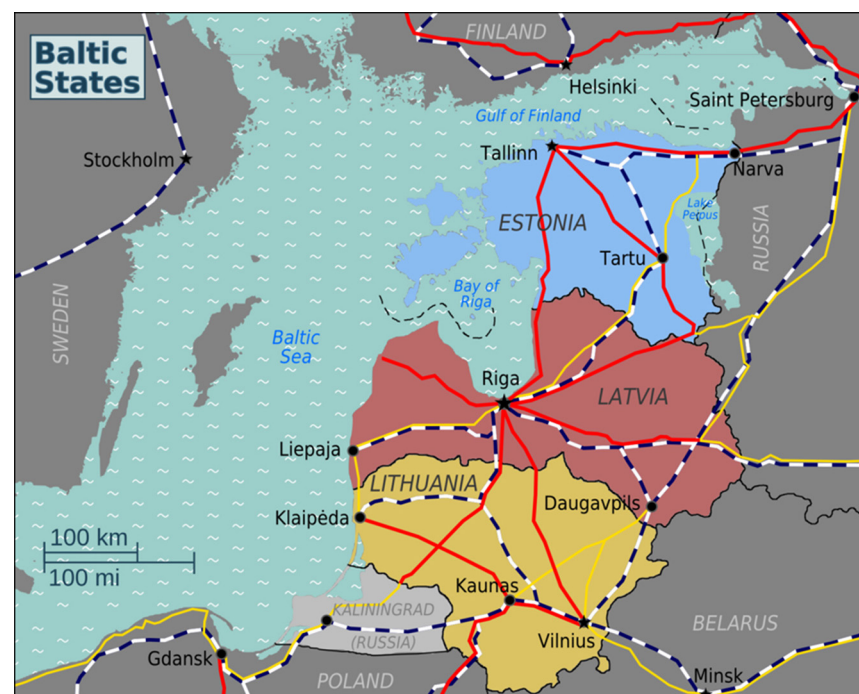 Baltic
States
FINLAND
Helsinki
Saint Petersburg
Gulf of Finland
Stockholm
Tallinn
Narva
Lake
Peipus
ESTONIA
RUSSIA
Tartu
Bay of
Riga
SWEDEN
Baltic
Sea
Riga
LATVIA
Liepaja
LITHUANIA
Daugavpils
Klaipėda
100 km
100 mi
Kaunas
KALININGRAD
(RUSSIA)
BELARUS
Vilnius
Gdansk
Minsk
POLAND